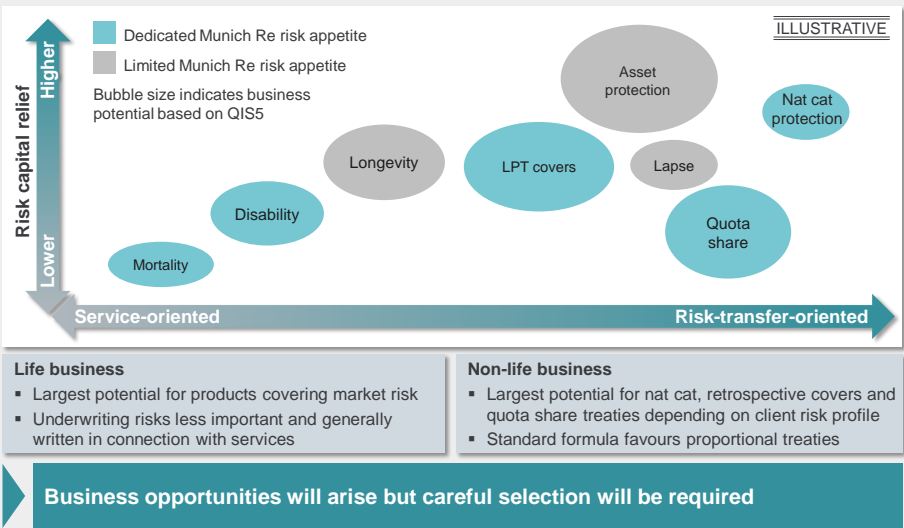 ILLUSTRATIVE
Dedicated Munich Re risk appetite
Limited Munich Re risk appetite
Bubble size indicates business
potential based on QIS5
Risk capital relief
Higher
Lower
Asset
protection
Nat cat
protection
Longevity
LPT covers
Lapse
Disability
Quota
share
Mortality
Service-oriented
Risk-transfer-oriented
Life business
▪ Largest potential for products covering market risk
▪ Underwriting risks less important and generally
written in connection with services
Non-life business
▪ Largest potential for nat cat, retrospective covers and
quota share treaties depending on client risk profile
▪ Standard formula favours proportional treaties
Business opportunities will arise but careful selection will be required